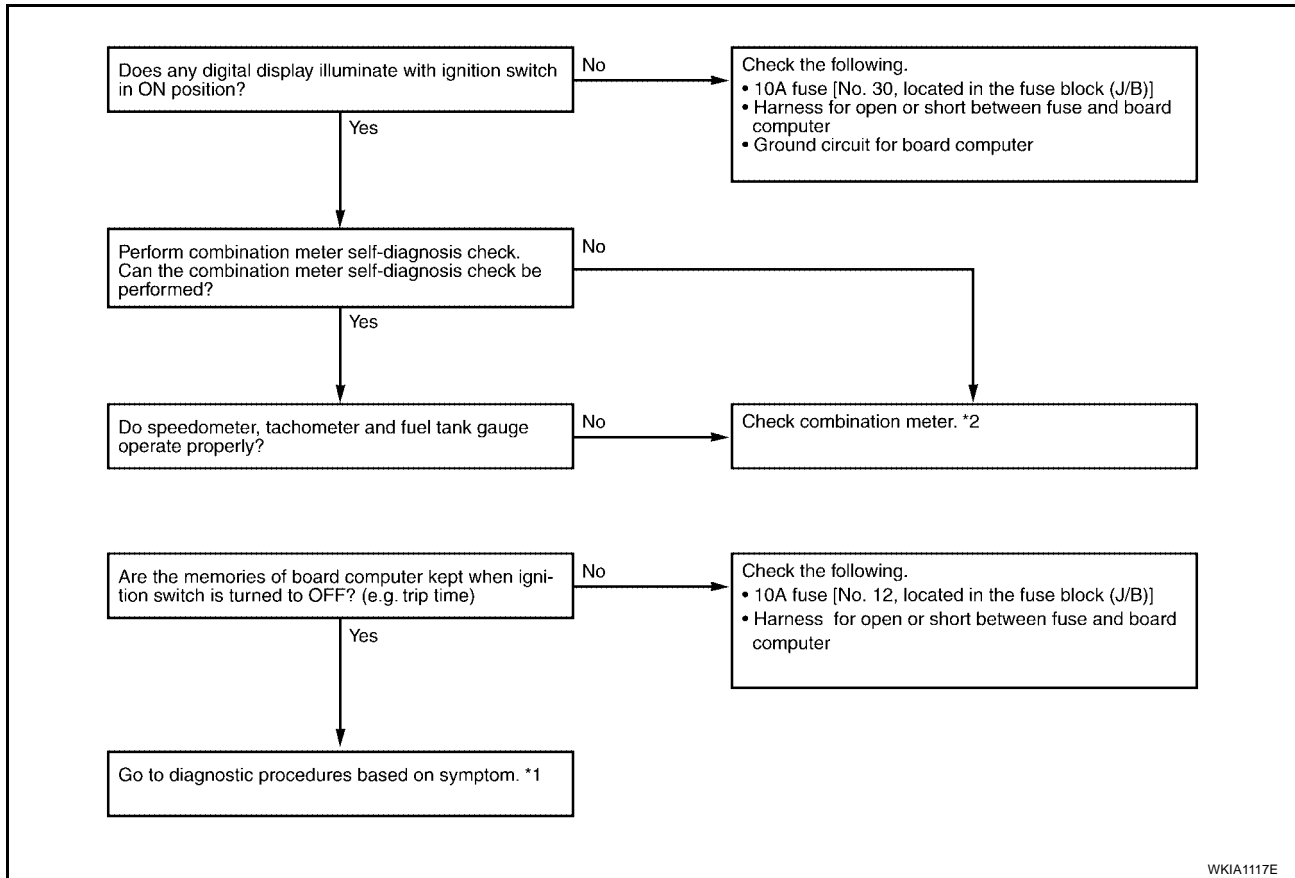 Does any digital display illuminate with ignition switch
in ON position?
No
Check the following.
• 10A fuse [No. 30, located in the fuse block (J/B)]
• Harness for open or short between fuse and board
computer
• Ground circuit for board computer
Yes
Perform combination meter self-diagnosis check.
Can the combination meter self-diagnosis check be
performed?
No
Yes
Do speedometer, tachometer and fuel tank gauge
operate properly?
No
Check combination meter. *2
Are the memories of board computer kept when igni-
tion switch is turned to OFF? (e.g. trip time)
No
Check the following.
• 10A fuse [No. 12, located in the fuse block (J/B)]
• Harness for open or short between fuse and board
computer
Yes
Go to diagnostic procedures based on symptom. *1
WKIA1117E